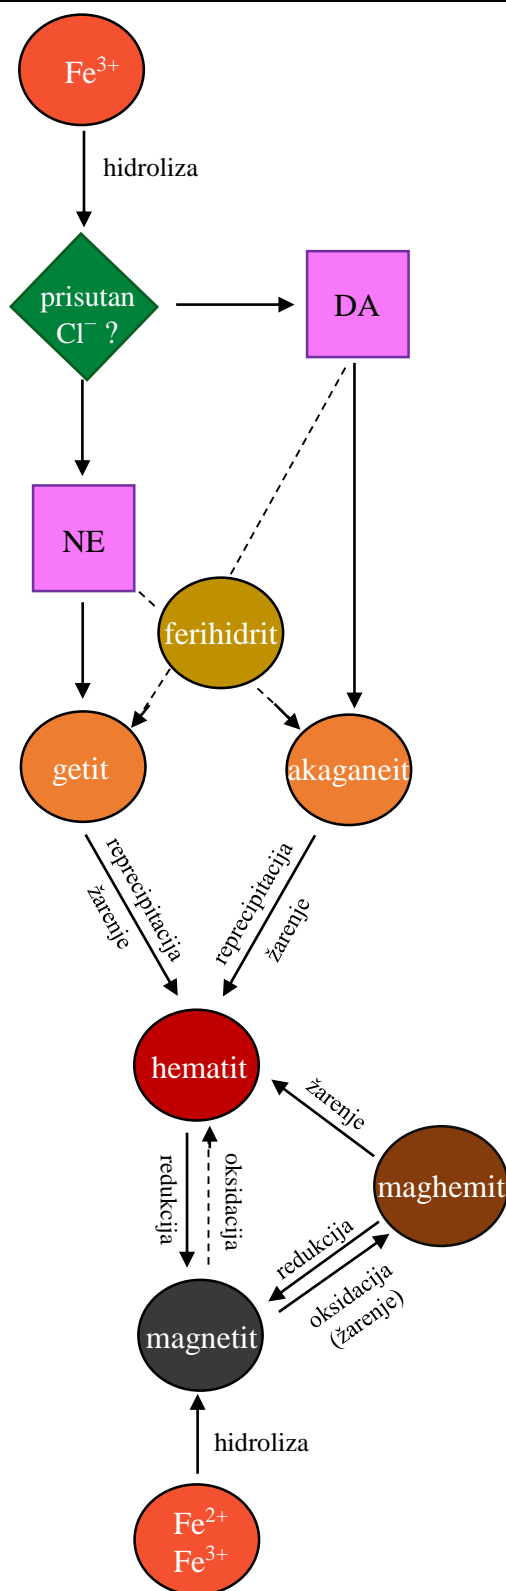 Fe³⁺
hidroliza
prisutan
Cl⁻ ?
DA
NE
ferihidrit
getit
akaganeit
reprecipitacija
žarenje
reprecipitacija
žarenje
hematit
žarenje
redukcija
oksidacija
maghemit
redukcija
oksidacija
(žarenje)
magnetit
hidroliza
Fe²⁺
Fe³⁺